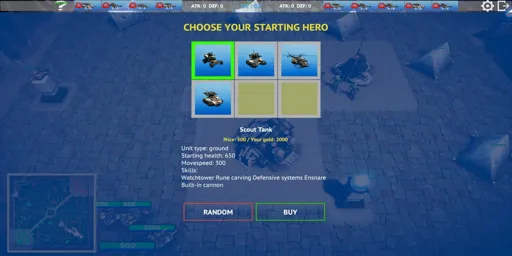 ATK: 0 DEF: 0
ATK: 0 DEF: 0
CHOOSE YOUR STARTING HERO
Scout Tank
Price: 500 / Your gold: 2000
Unit type: ground
Starting health: 650
Movespeed: 300
Skills:
Watchtower Rune carving Defensive systems Ensnare
Built-in cannon
RANDOM
BUY